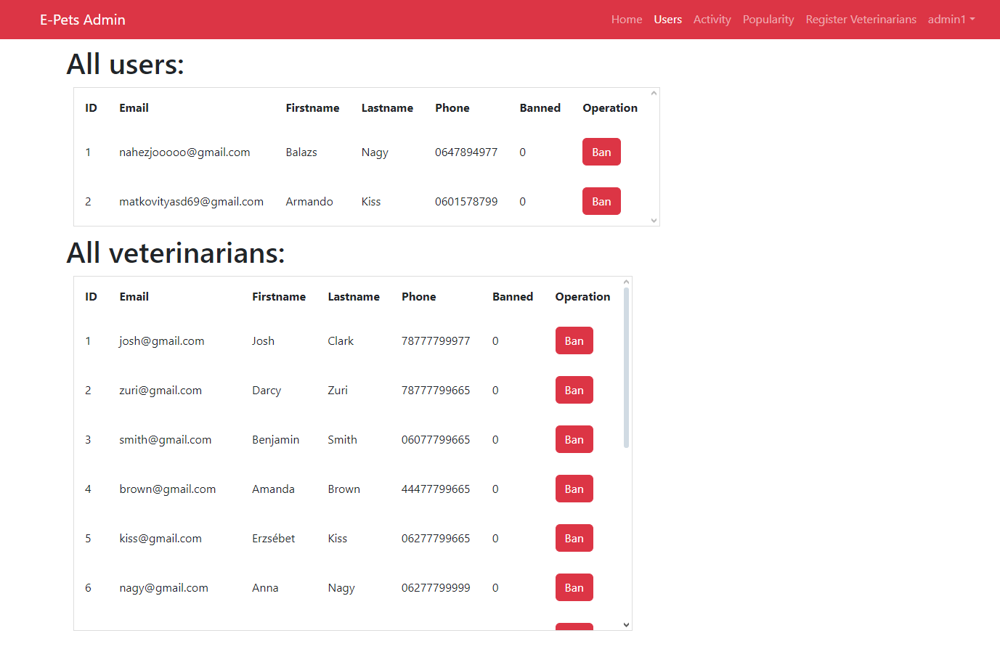 E-Pets Admin Home Users Activity Popularity Register Veterinarians admin1
All users:
ID Email Firstname Lastname Phone Banned Operation
1 nahezjooooo@gmail.com Balazs Nagy 0647894977 0 Ban
2 matkovityasd69@gmail.com Armando Kiss 0601578799 0 Ban
All veterinarians:
ID Email Firstname Lastname Phone Banned Operation
1 josh@gmail.com Josh Clark 78777799977 0 Ban
2 zuri@gmail.com Darcy Zuri 78777799665 0 Ban
3 smith@gmail.com Benjamin Smith 06077799665 0 Ban
4 brown@gmail.com Amanda Brown 44477799665 0 Ban
5 kiss@gmail.com Erzsébet Kiss 06277799665 0 Ban
6 nagy@gmail.com Anna Nagy 06277799999 0 Ban